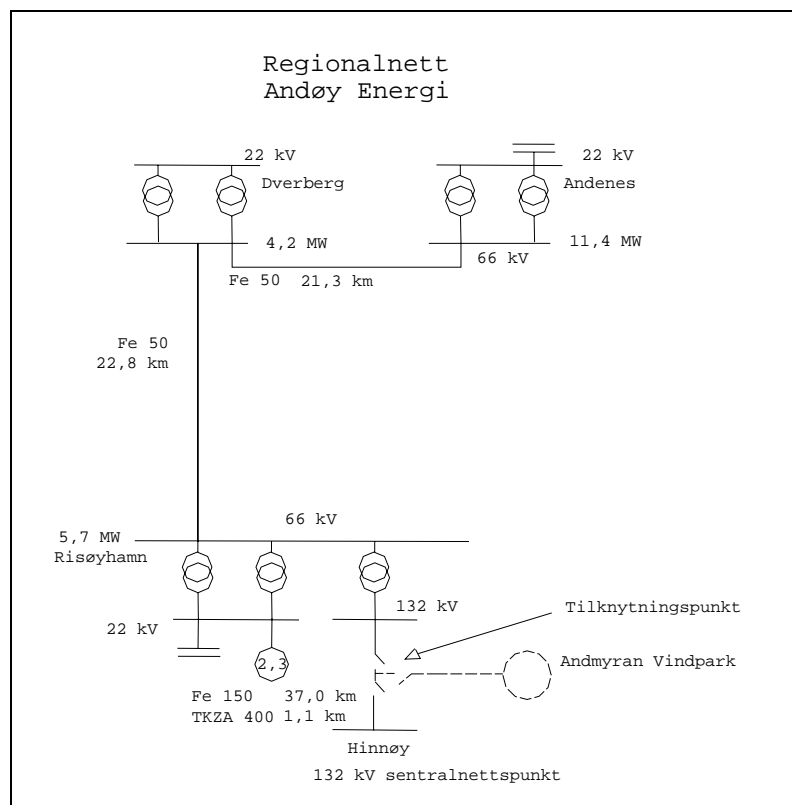 Regionalnett
Andøy Energi
22 kV
22 kV
Dverberg
Andenes
4,2 MW
11,4 MW
66 kV
Fe 50 21,3 km
Fe 50
22,8 km
66 kV
5,7 MW
Risøyhamn
132 kV
Tilknytningspunkt
22 kV
2,3
Andmyran Vindpark
Fe 150 37,0 km
TKZA 400 1,1 km
Hinnøy
132 kV sentralnettspunkt